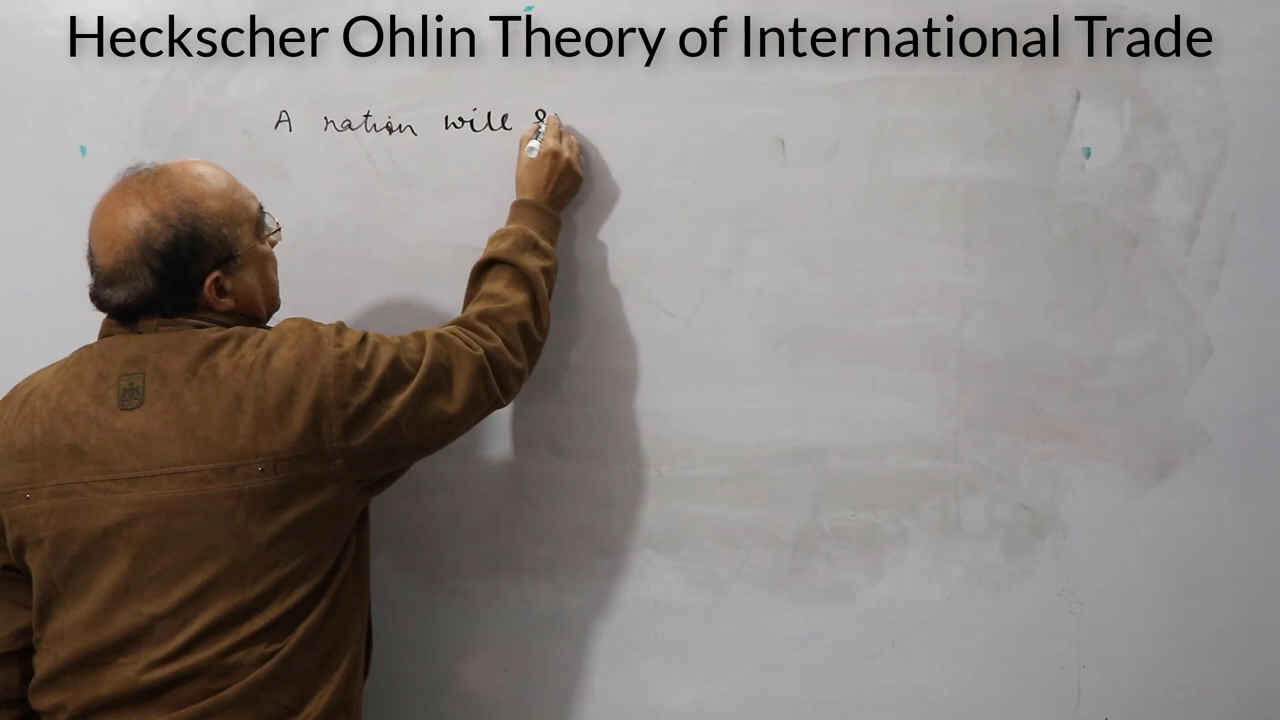 Heckscher Ohlin Theory of International Trade
A nation will